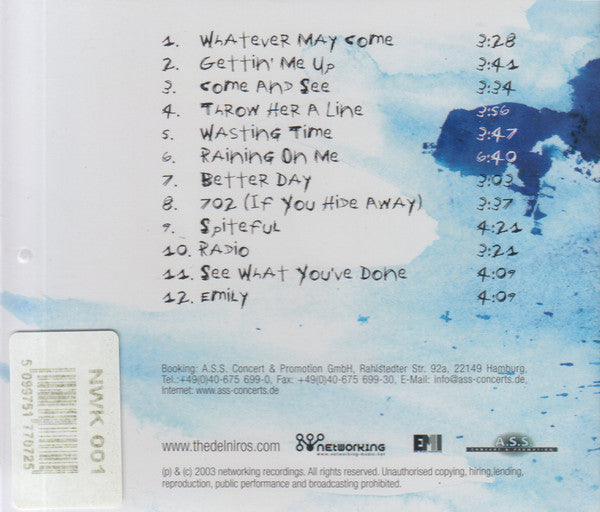 1. Whatever May Come 3:28
2. Gettin' Me Up 3:41
3. Come And See 3:34
4. Throw Her A Line 3:56
5. Wasting Time 3:47
6. Raining On Me 6:40
7. Better Day 3:03
8. 702 (If You Hide Away) 3:37
9. Spiteful 4:21
10. Radio 3:21
11. See What You've Done 4:09
12. Emily 4:09
Booking: A.S.S. Concert & Promotion GmbH, Rahlstedter Str. 92a, 22149 Hamburg.
Tel.:+49(0)40-675 699-0, Fax: +49(0)40-675 699-30, E-Mail: info@ass-concerts.de,
Internet: www.ass-concerts.de
NWK 001
5 099751 770725
www.thedelniros.com
NETWORKING
www.networking-audio.net
A.S.S.
CONCERT & PROMOTION
(p) & (c) 2003 networking recordings. All rights reserved. Unauthorised copying, hiring,lending,
reproduction, public performance and broadcasting prohibited.